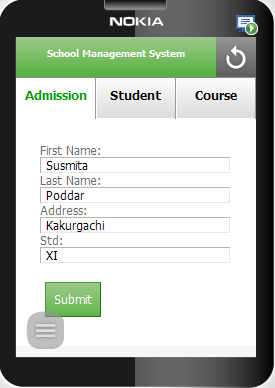 NOKIA
School Management System
Admission Student Course
First Name:
Susmita
Last Name:
Poddar
Address:
Kakurgachi
Std:
XI
Submit